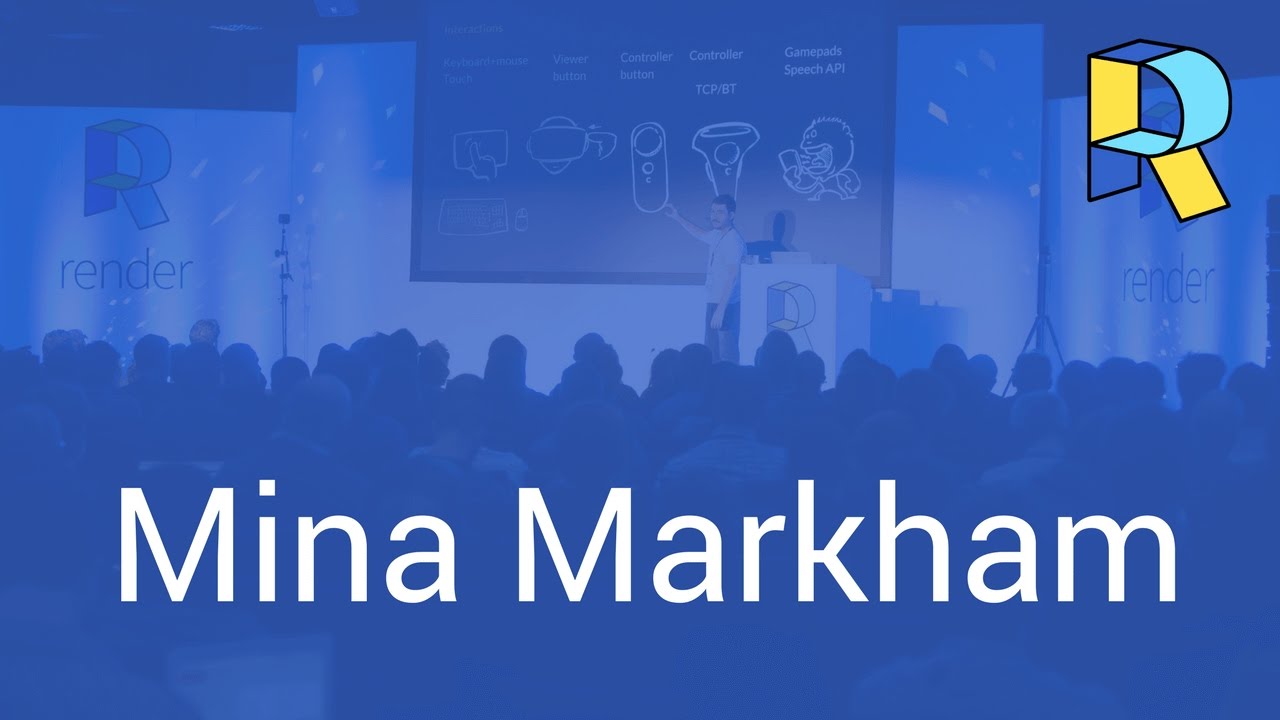 Interactions
Keyboard+mouse
Touch
Viewer
button
Controller
button
Controller
TCP/BT
Gamepads
Speech API
render
render
Mina Markham